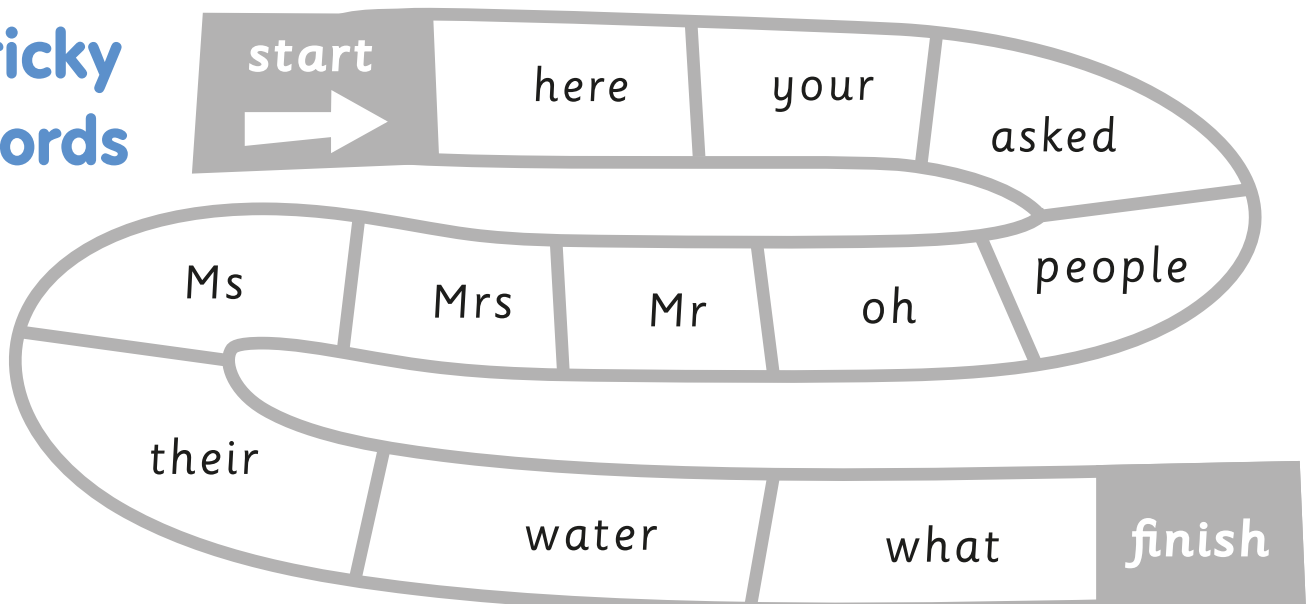 ricky
ords
start
here
your
asked
people
oh
Mr
Mrs
Ms
their
water
what
finish